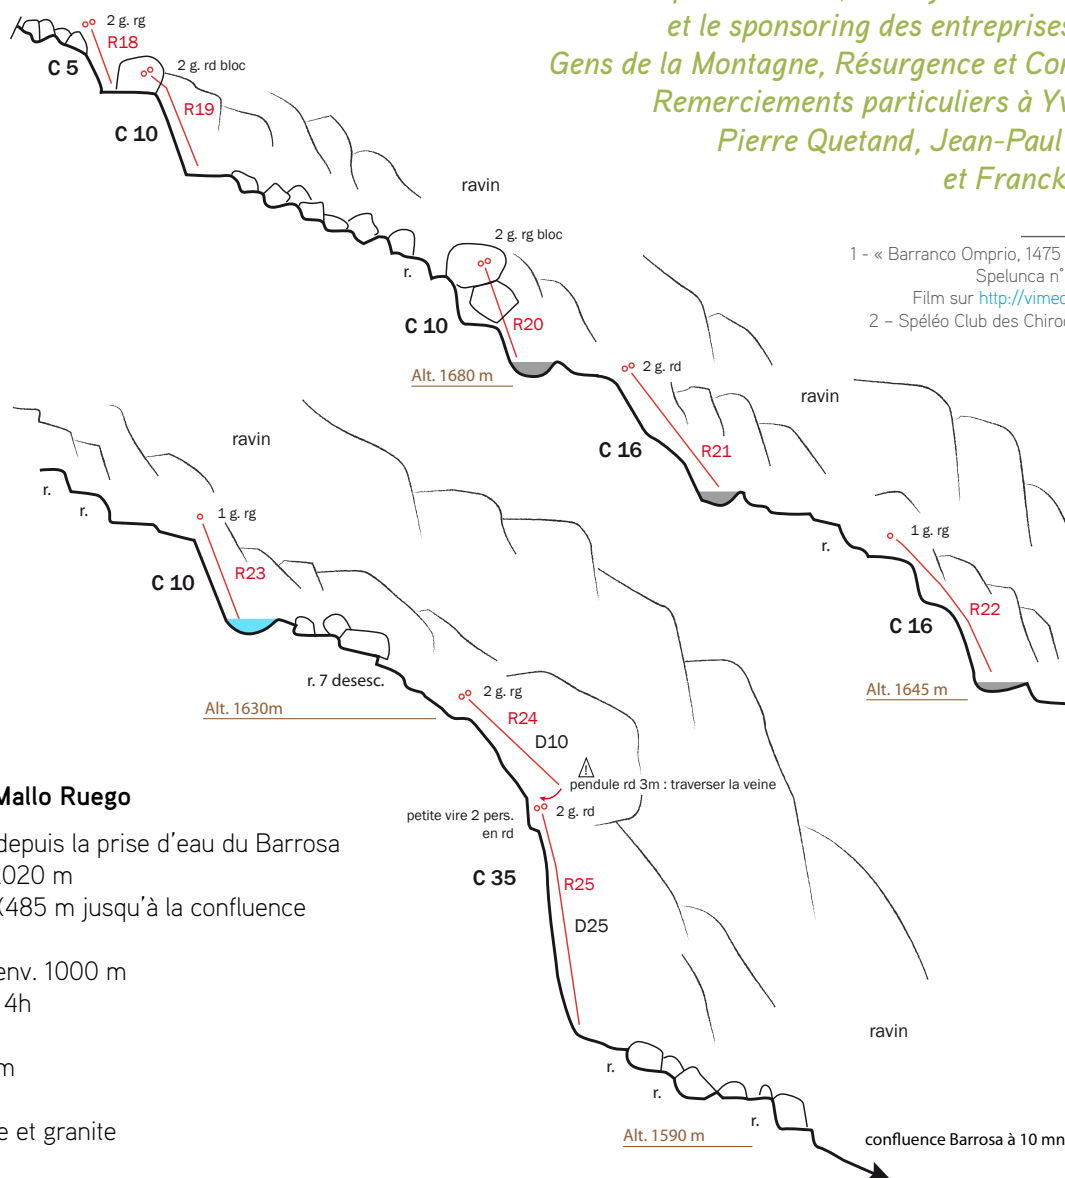 et le sponsoring des entreprises
Gens de la Montagne, Résurgence et
Remerciements particuliers à
Pierre Quetand, Jean-Paul
et Franck
1 - « Barranco Omprio, 1475
Spelunca n°
Film sur http://vimeo
2 – Spéléo Club des
2 g. rg
R18
C 5
2 g. rd bloc
R19
C 10
ravin
r.
2 g. rg bloc
C 10
R20
Alt. 1680 m
2 g. rd
ravin
C 16
R21
r.
1 g. rg
R22
C 16
Alt. 1645 m
ravin
r.
r.
1 g. rg
R23
C 10
r. 7 desesc.
Alt. 1630m
2 g. rg
R24
D10
pendule rd 3m : traverser la veine
petite vire 2 pers.
en rd
2 g. rd
C 35
R25
D25
ravin
r.
r.
r.
Alt. 1590 m
confluence Barrosa à 10 mn
Mallo Ruego
depuis la prise d'eau du Barrosa
2020 m
(485 m jusqu'à la confluence
env. 1000 m
4h
m
e et granite